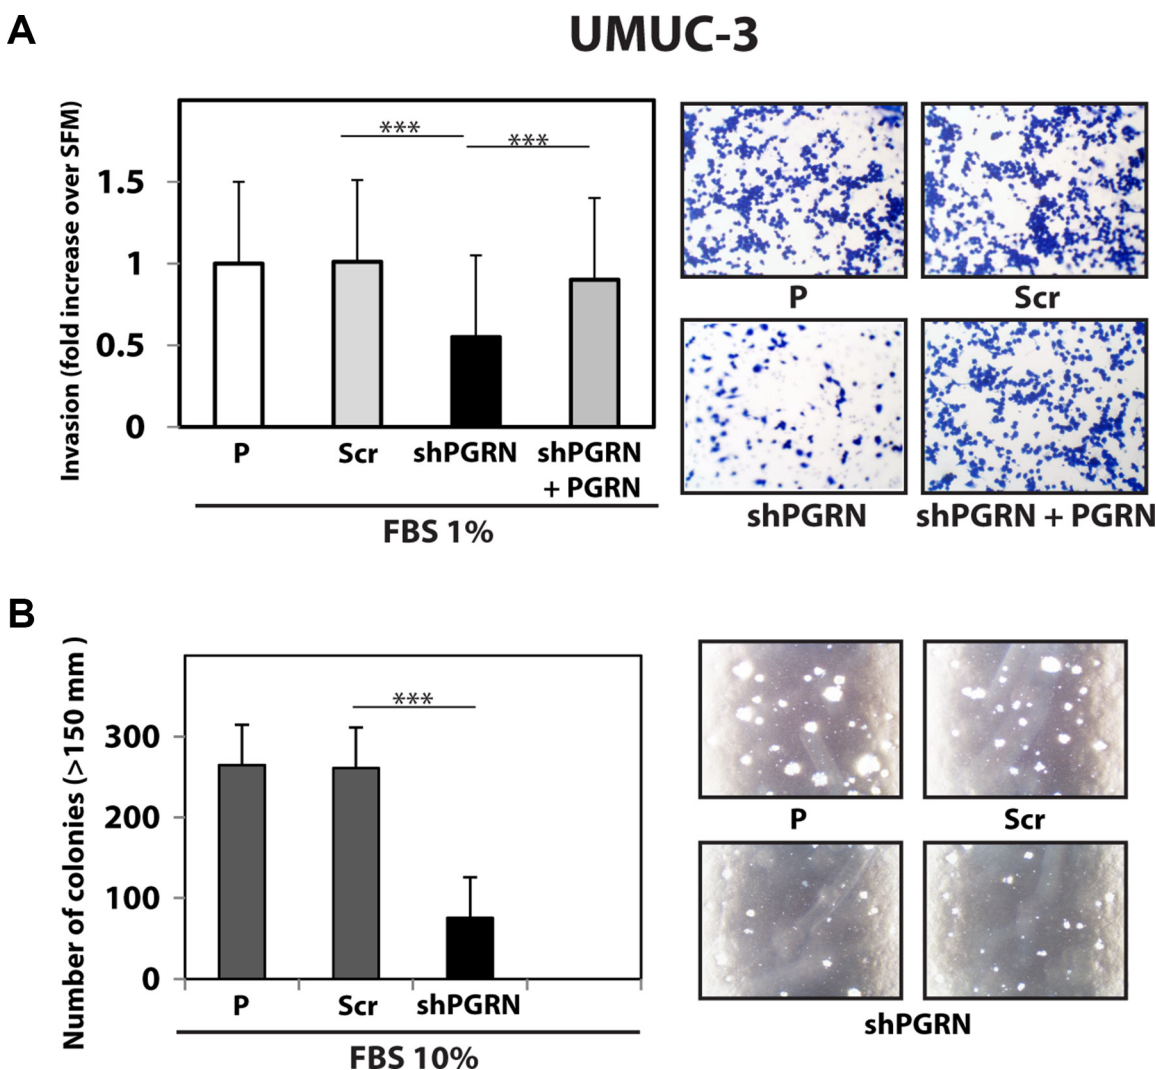 A
UMUC-3
Invasion (fold increase over SFM)
1.5
1
0.5
0
***
***
P
Scr
shPGRN
shPGRN
+ PGRN
FBS 1%
P
Scr
shPGRN
shPGRN + PGRN
B
Number of colonies (>150 mm )
300
200
100
0
***
P
Scr
shPGRN
FBS 10%
P
Scr
shPGRN